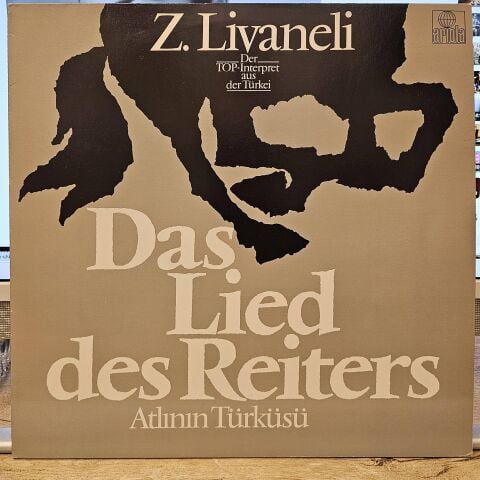 Z. Livaneli
Der
TOP-Interpret
aus
der Türkei
ariola
Das
Lied
des Reiters
Atlının Türküsü